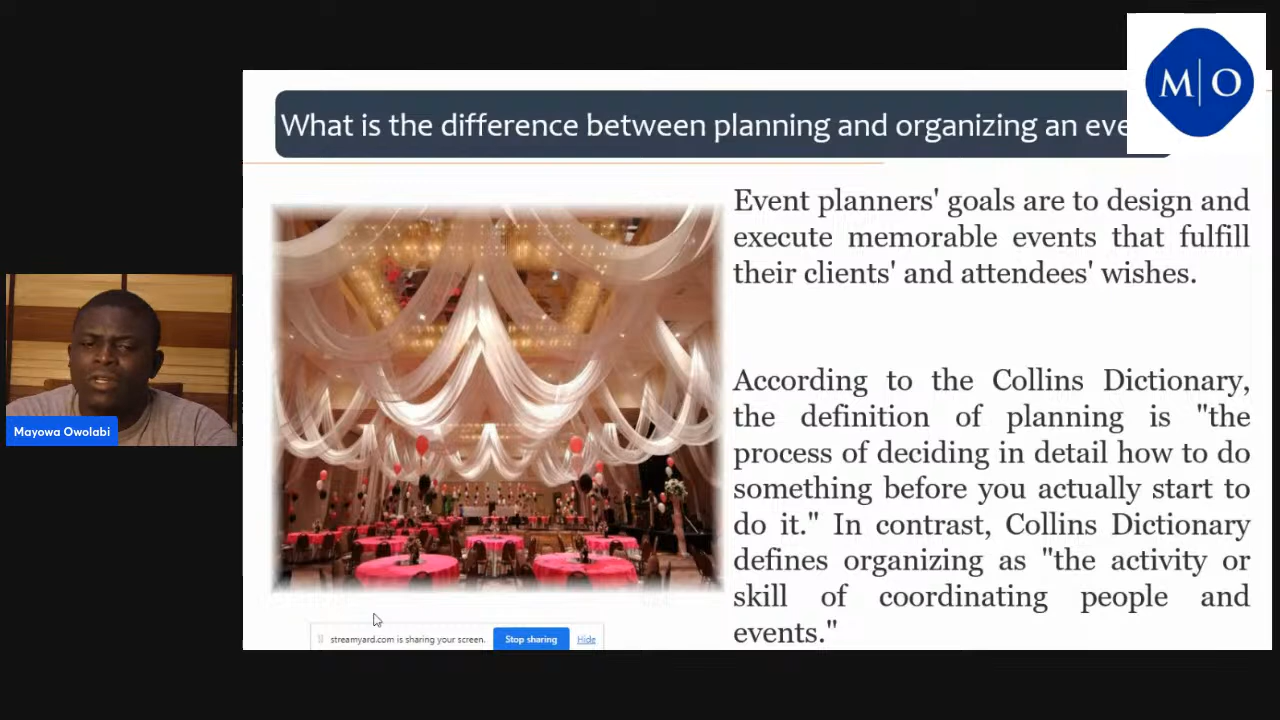 M|O
What is the difference between planning and organizing an eve
Event planners' goals are to design and
execute memorable events that fulfill
their clients' and attendees' wishes.
According to the Collins Dictionary,
the definition of planning is "the
process of deciding in detail how to do
something before you actually start to
do it." In contrast, Collins Dictionary
defines organizing as "the activity or
skill of coordinating people and
events."
Mayowa Owolabi
streamyard.com is sharing your screen.
Stop sharing
Hide